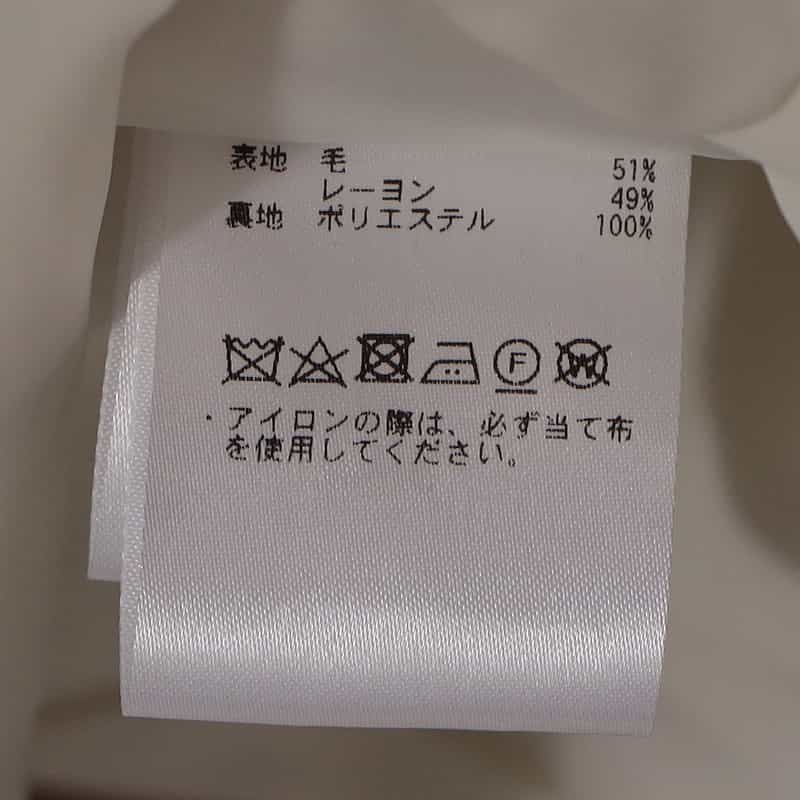 表地 毛 51%
レーヨン 49%
裏地 ポリエステル 100%
F W
・アイロンの際は、必ず当て布
を使用してください。